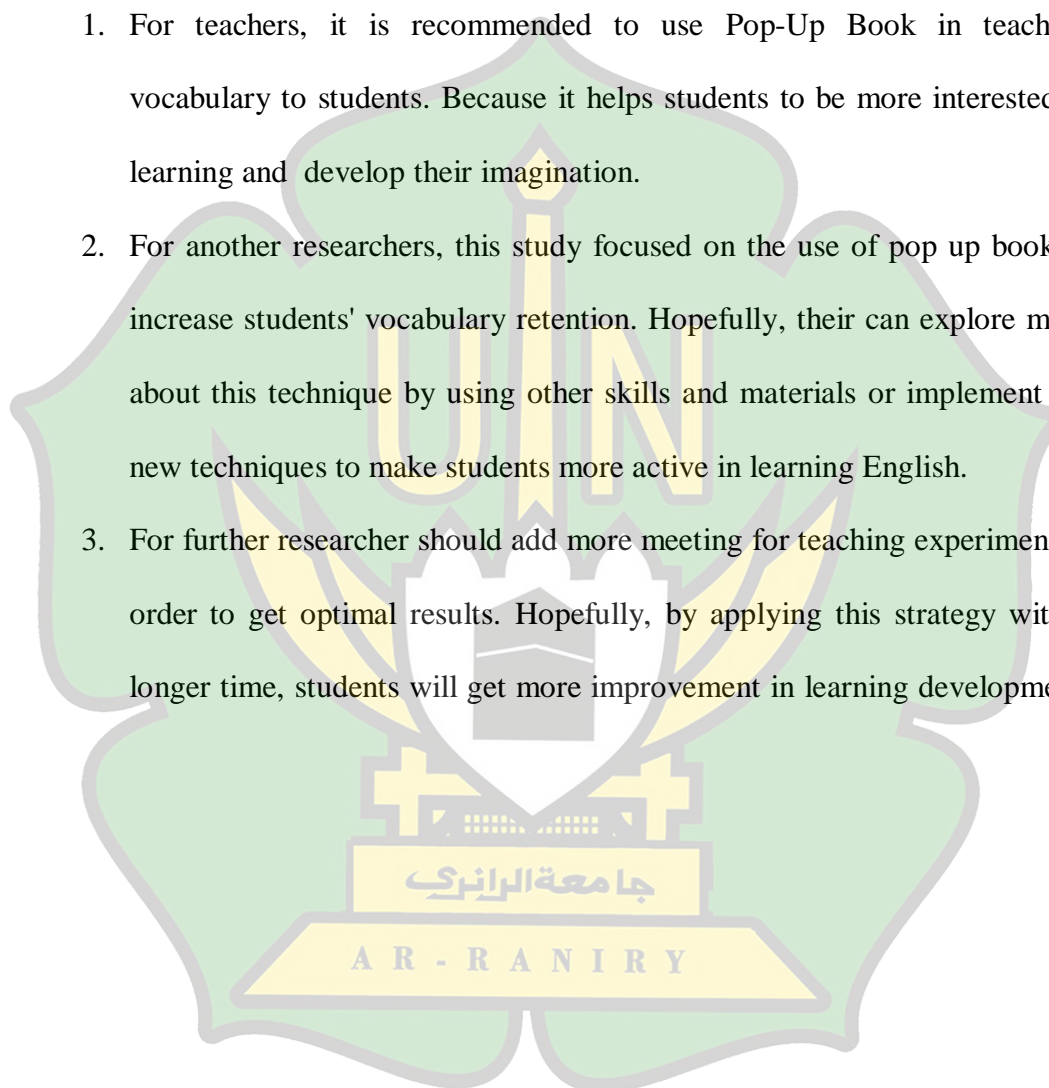 1. For teachers, it is recommended to use Pop-Up Book in teach
vocabulary to students. Because it helps students to be more interested
learning and develop their imagination.
2. For another researchers, this study focused on the use of pop up book
increase students' vocabulary retention. Hopefully, their can explore m
about this technique by using other skills and materials or implement
new techniques to make students more active in learning English.
3. For further researcher should add more meeting for teaching experimen
order to get optimal results. Hopefully, by applying this strategy wit
longer time, students will get more improvement in learning developme
UIN
جامعة الرانري
AR-RANIRY